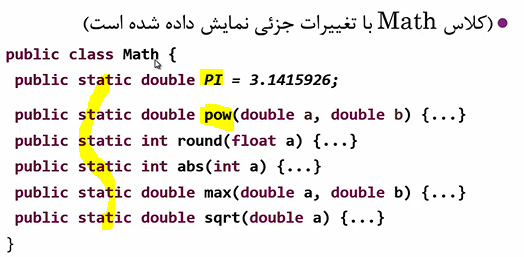 (کلاس Math با تغییرات جزئی نمایش داده شده است)
public class Math {
public static double PI = 3.1415926;
public static double pow(double a, double b) {...}
public static int round(float a) {...}
public static int abs(int a) {...}
public static double max(double a, double b) {...}
public static double sqrt(double a) {...}
}